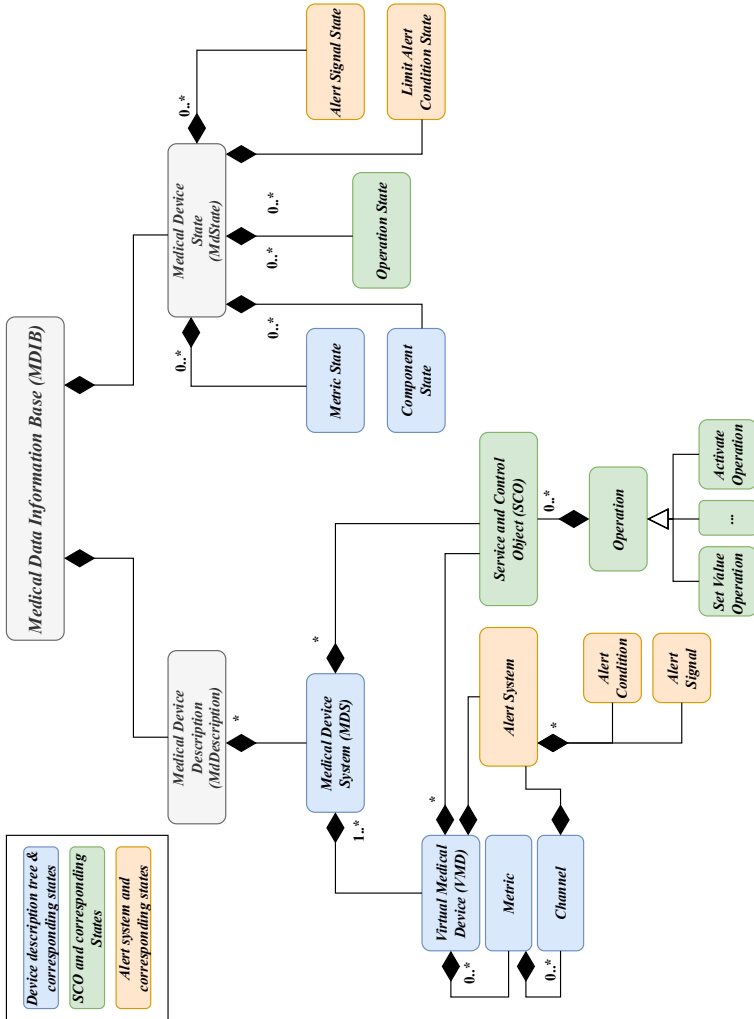 Medical Data Information Base (MDIB)
Device description tree &
corresponding states
SCO and corresponding
States
Alert system and
corresponding states
Medical Device
Description
(MdDescription)
*
Medical Device
System (MDS)
1..*
*
Virtual Medical
Device (VMD)
*
0..*
Metric
0..*
Channel
Alert System
*
Alert
Condition
Alert
Signal
Service and Control
Object (SCO)
0..*
Operation
Set Value
Operation
...
Activate
Operation
Medical Device
State
(MdState)
0..*
0..*
0..*
0..*
0..*
Metric State
Component
State
Operation State
Alert Signal State
Limit Alert
Condition State